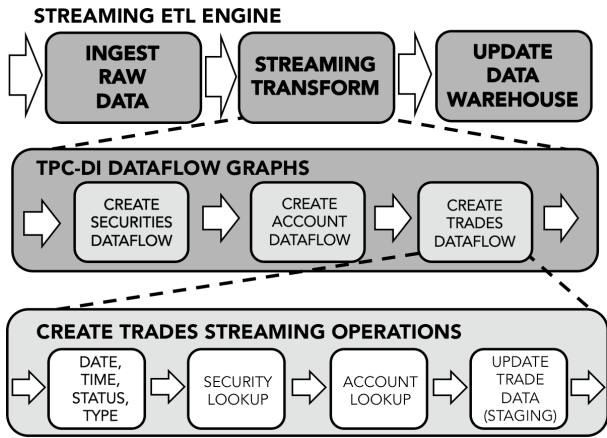 STREAMING ETL ENGINE
INGEST
RAW
DATA
STREAMING
TRANSFORM
UPDATE
DATA
WAREHOUSE
TPC-DI DATAFLOW GRAPHS
CREATE
SECURITIES
DATAFLOW
CREATE
ACCOUNT
DATAFLOW
CREATE
TRADES
DATAFLOW
CREATE TRADES STREAMING OPERATIONS
DATE,
TIME,
STATUS,
TYPE
SECURITY
LOOKUP
ACCOUNT
LOOKUP
UPDATE
TRADE
DATA
(STAGING)